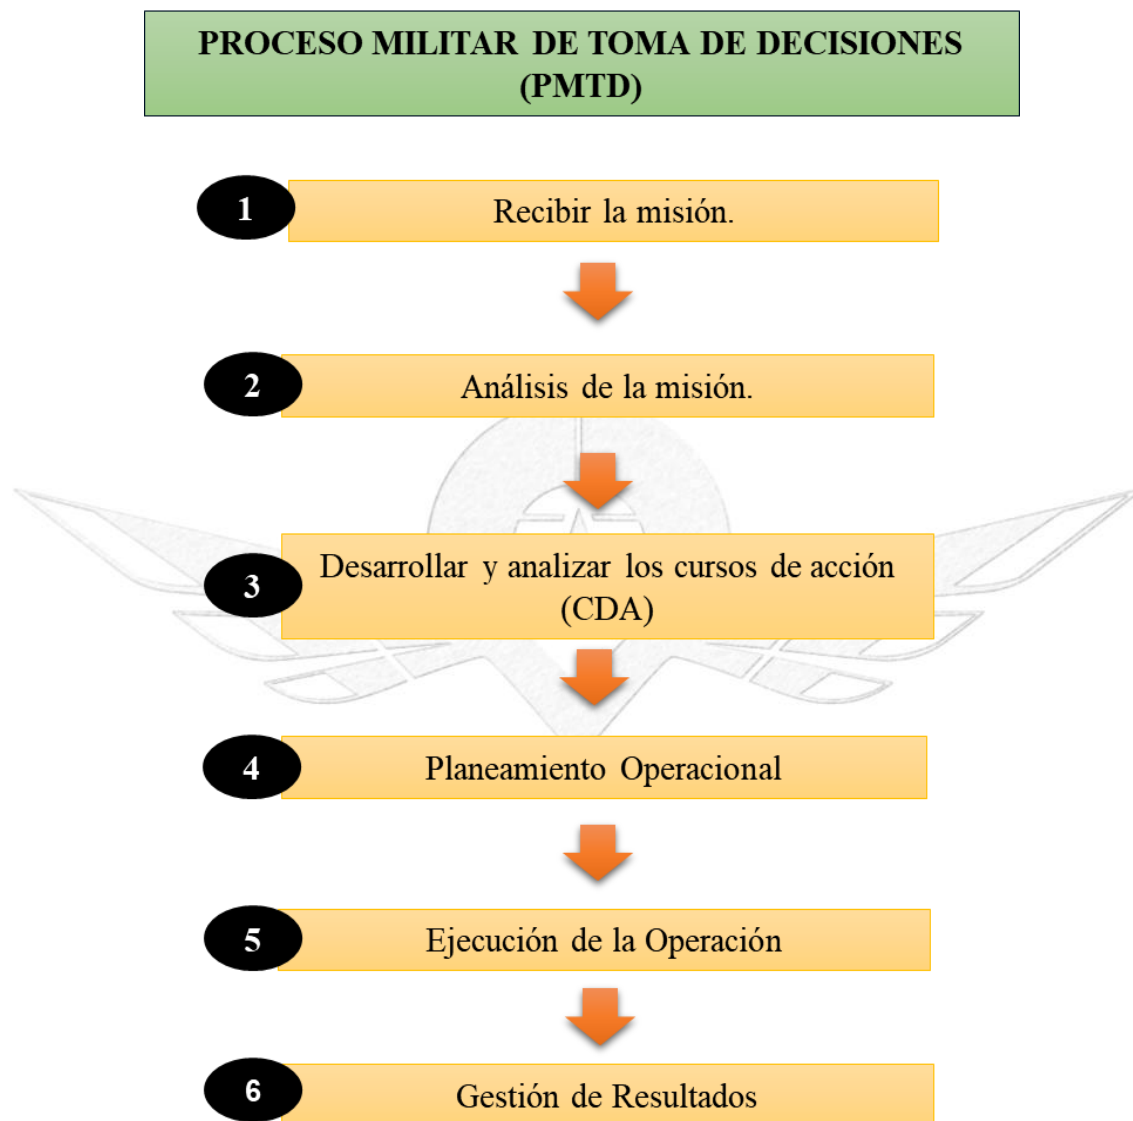 PROCESO MILITAR DE TOMA DE DECISIONES
(PMTD)
1
Recibir la misión.
2
Análisis de la misión.
3
Desarrollar y analizar los cursos de acción
(CDA)
4
Planeamiento Operacional
5
Ejecución de la Operación
6
Gestión de Resultados